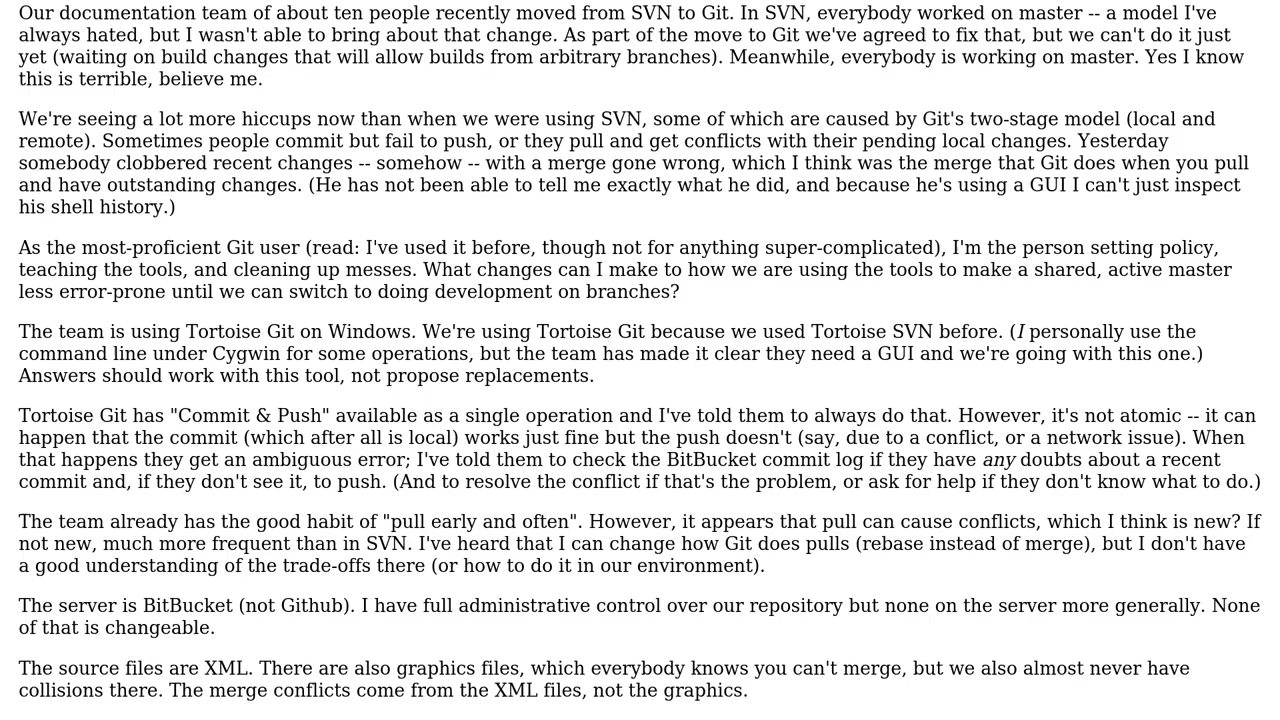 Our documentation team of about ten people recently moved from SVN to Git. In SVN, everybody worked on master -- a model I've
always hated, but I wasn't able to bring about that change. As part of the move to Git we've agreed to fix that, but we can't do it just
yet (waiting on build changes that will allow builds from arbitrary branches). Meanwhile, everybody is working on master. Yes I know
this is terrible, believe me.
We're seeing a lot more hiccups now than when we were using SVN, some of which are caused by Git's two-stage model (local and
remote). Sometimes people commit but fail to push, or they pull and get conflicts with their pending local changes. Yesterday
somebody clobbered recent changes -- somehow -- with a merge gone wrong, which I think was the merge that Git does when you pull
and have outstanding changes. (He has not been able to tell me exactly what he did, and because he's using a GUI I can't just inspect
his shell history.)
As the most-proficient Git user (read: I've used it before, though not for anything super-complicated), I'm the person setting policy,
teaching the tools, and cleaning up messes. What changes can I make to how we are using the tools to make a shared, active master
less error-prone until we can switch to doing development on branches?
The team is using Tortoise Git on Windows. We're using Tortoise Git because we used Tortoise SVN before. (I personally use the
command line under Cygwin for some operations, but the team has made it clear they need a GUI and we're going with this one.)
Answers should work with this tool, not propose replacements.
Tortoise Git has "Commit & Push" available as a single operation and I've told them to always do that. However, it's not atomic -- it can
happen that the commit (which after all is local) works just fine but the push doesn't (say, due to a conflict, or a network issue). When
that happens they get an ambiguous error; I've told them to check the BitBucket commit log if they have any doubts about a recent
commit and, if they don't see it, to push. (And to resolve the conflict if that's the problem, or ask for help if they don't know what to do.)
The team already has the good habit of "pull early and often". However, it appears that pull can cause conflicts, which I think is new? If
not new, much more frequent than in SVN. I've heard that I can change how Git does pulls (rebase instead of merge), but I don't have
a good understanding of the trade-offs there (or how to do it in our environment).
The server is BitBucket (not Github). I have full administrative control over our repository but none on the server more generally. None
of that is changeable.
The source files are XML. There are also graphics files, which everybody knows you can't merge, but we also almost never have
collisions there. The merge conflicts come from the XML files, not the graphics.